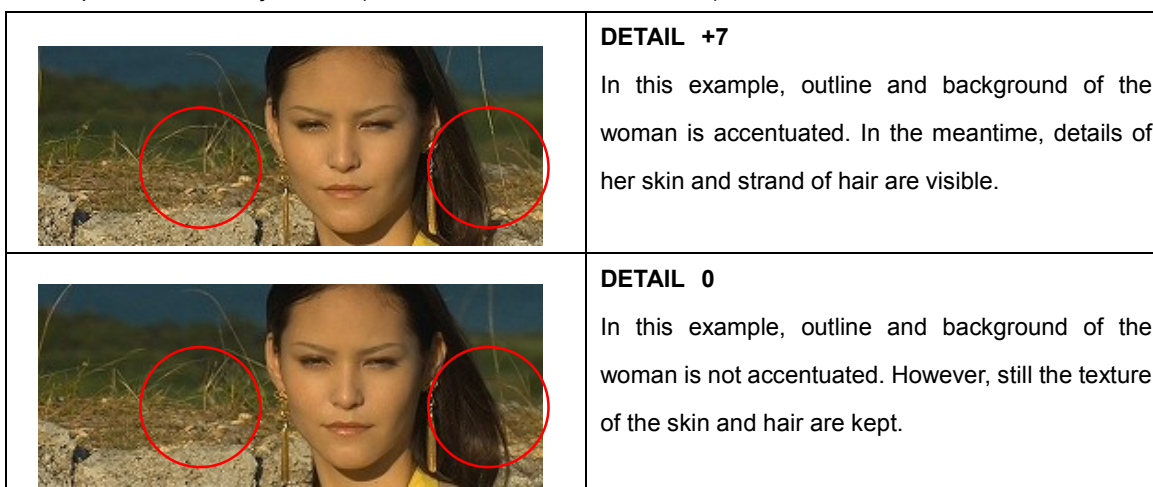 DETAIL +7
In this example, outline and background of the
woman is accentuated. In the meantime, details of
her skin and strand of hair are visible.
DETAIL 0
In this example, outline and background of the
woman is not accentuated. However, still the texture
of the skin and hair are kept.